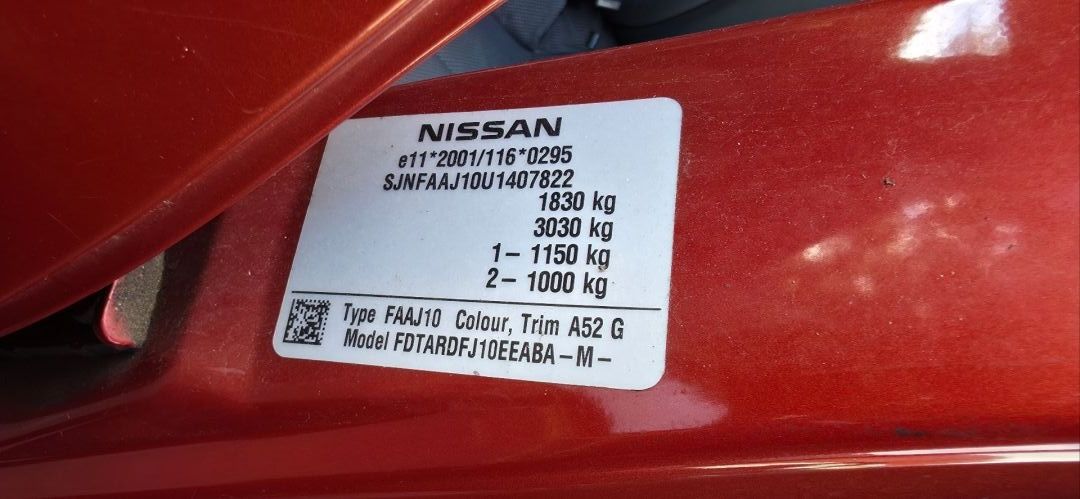 NISSAN
e11*2001/116*0295
SJNFAAJ10U1407822
1830 kg
3030 kg
1– 1150 kg
2– 1000 kg
Type FAAJ10 Colour, Trim A52 G
Model FDTARDFJ10EEABA–M–